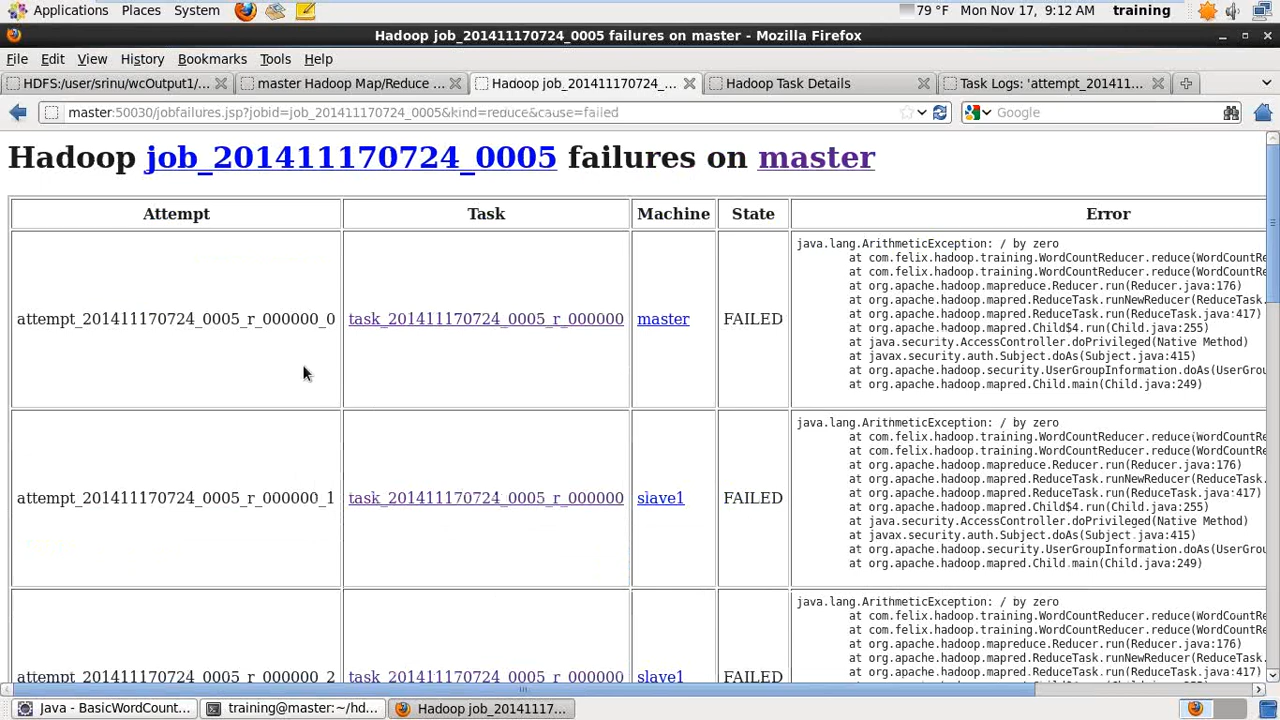 Applications Places System 79 °F Mon Nov 17, 9:12 AM training
Hadoop job_201411170724_0005 failures on master - Mozilla Firefox
File Edit View History Bookmarks Tools Help
HDFS:/user/srinu/wcOutput1/... master Hadoop Map/Reduce ... Hadoop job_201411170724_... Hadoop Task Details Task Logs: 'attempt_201411...
master:50030/jobfailures.jsp?jobid=job_201411170724_0005&kind=reduce&cause=failed Google
Hadoop job_201411170724_0005 failures on master
Attempt Task Machine State Error
attempt_201411170724_0005_r_000000_0 task_201411170724_0005_r_000000 master FAILED
java.lang.ArithmeticException: / by zero
at com.felix.hadoop.training.WordCountReducer.reduce(WordCountRe
at com.felix.hadoop.training.WordCountReducer.reduce(WordCountRe
at org.apache.hadoop.mapreduce.Reducer.run(Reducer.java:176)
at org.apache.hadoop.mapred.ReduceTask.runNewReducer(ReduceTask.
at org.apache.hadoop.mapred.ReduceTask.run(ReduceTask.java:417)
at org.apache.hadoop.mapred.Child$4.run(Child.java:255)
at java.security.AccessController.doPrivileged(Native Method)
at javax.security.auth.Subject.doAs(Subject.java:415)
at org.apache.hadoop.security.UserGroupInformation.doAs(UserGrou
at org.apache.hadoop.mapred.Child.main(Child.java:249)
attempt_201411170724_0005_r_000000_1 task_201411170724_0005_r_000000 slave1 FAILED
java.lang.ArithmeticException: / by zero
at com.felix.hadoop.training.WordCountReducer.reduce(WordCountRe
at com.felix.hadoop.training.WordCountReducer.reduce(WordCountRe
at org.apache.hadoop.mapreduce.Reducer.run(Reducer.java:176)
at org.apache.hadoop.mapred.ReduceTask.runNewReducer(ReduceTask.
at org.apache.hadoop.mapred.ReduceTask.run(ReduceTask.java:417)
at org.apache.hadoop.mapred.Child$4.run(Child.java:255)
at java.security.AccessController.doPrivileged(Native Method)
at javax.security.auth.Subject.doAs(Subject.java:415)
at org.apache.hadoop.security.UserGroupInformation.doAs(UserGrou
at org.apache.hadoop.mapred.Child.main(Child.java:249)
attempt_201411170724_0005_r_000000_2 task_201411170724_0005_r_000000 slave1 FAILED
java.lang.ArithmeticException: / by zero
at com.felix.hadoop.training.WordCountReducer.reduce(WordCountRe
at com.felix.hadoop.training.WordCountReducer.reduce(WordCountRe
at org.apache.hadoop.mapreduce.Reducer.run(Reducer.java:176)
at org.apache.hadoop.mapred.ReduceTask.runNewReducer(ReduceTask.
at org.apache.hadoop.mapred.ReduceTask.run(ReduceTask.java:417)
Java - BasicWordCount... training@master:~/hd... Hadoop job_20141117...